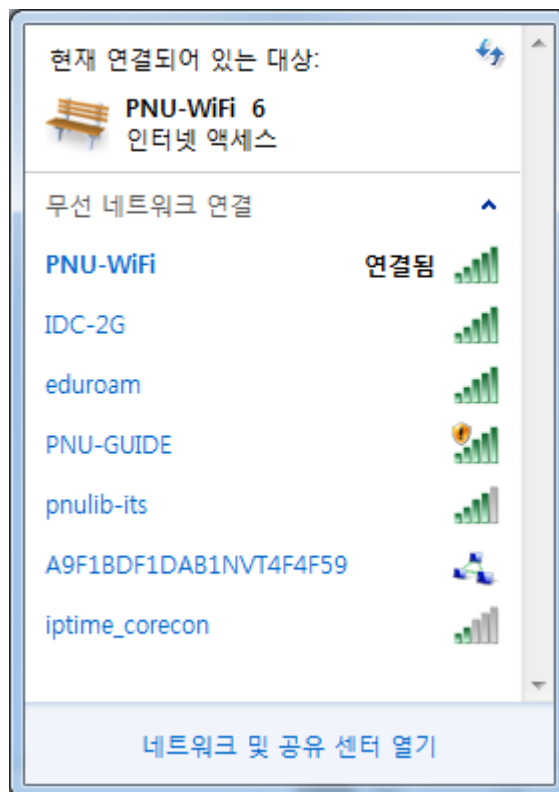 현재 연결되어 있는 대상:
PNU-WiFi 6
인터넷 액세스
무선 네트워크 연결
PNU-WiFi 연결됨
IDC-2G
eduroam
PNU-GUIDE
pnulib-its
A9F1BDF1DAB1NVT4F4F59
iptime_corecon
네트워크 및 공유 센터 열기